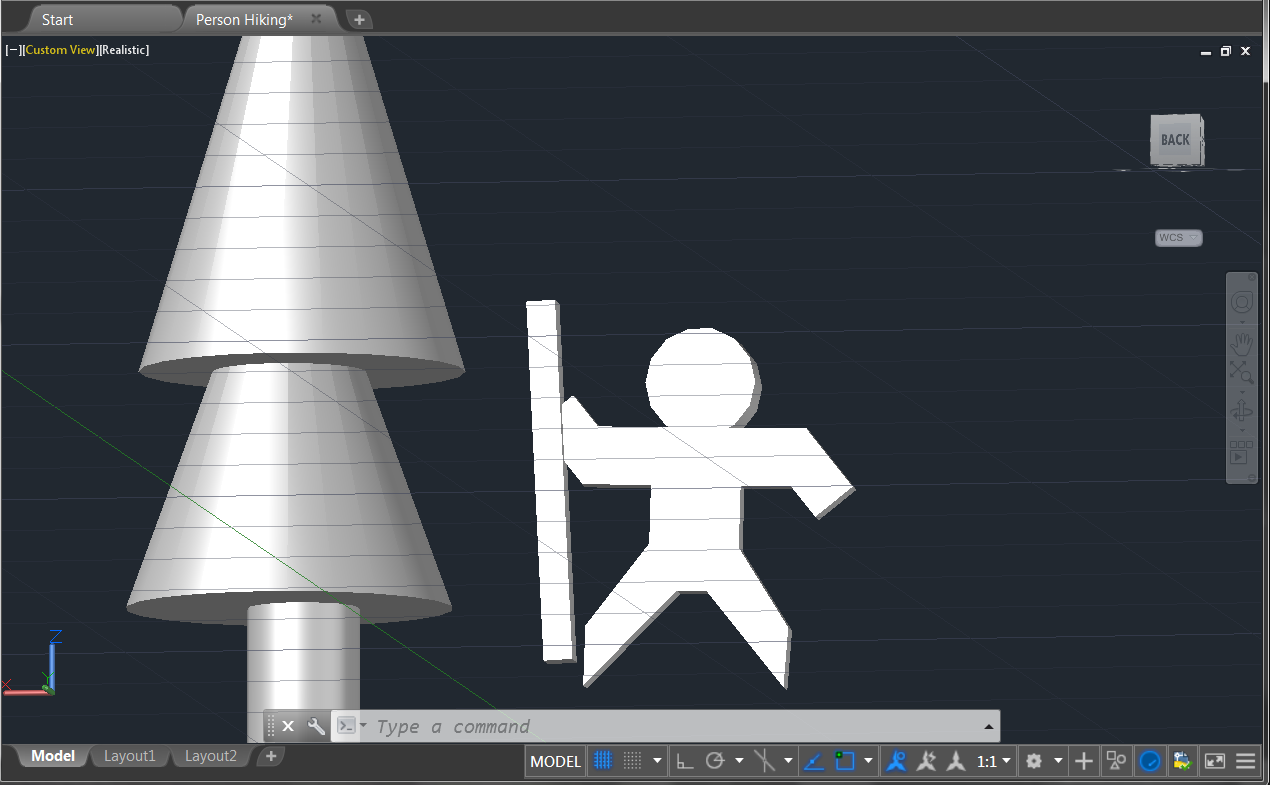 Start
Person Hiking*
[−][Custom View][Realistic]
BACK
WCS
Z
X
Type a command
Model
Layout1
Layout2
MODEL
1:1